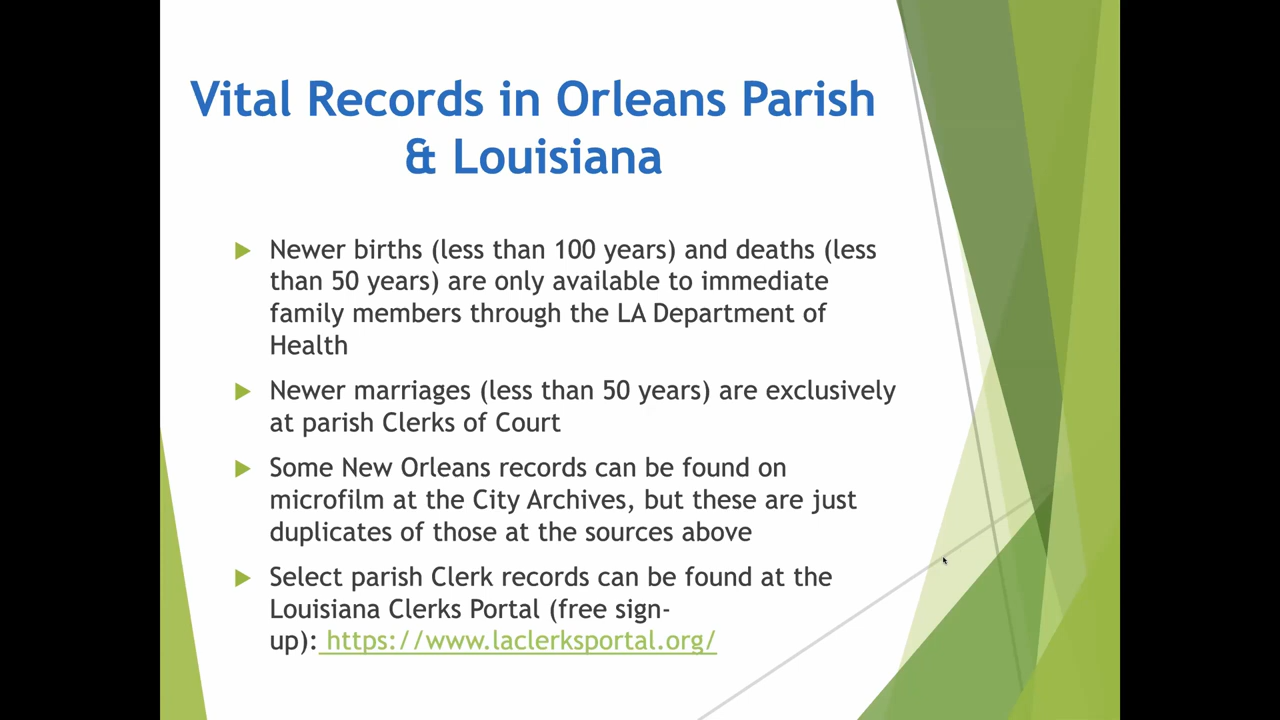 Vital Records in Orleans Parish
& Louisiana
Newer births (less than 100 years) and deaths (less
than 50 years) are only available to immediate
family members through the LA Department of
Health
Newer marriages (less than 50 years) are exclusively
at parish Clerks of Court
Some New Orleans records can be found on
microfilm at the City Archives, but these are just
duplicates of those at the sources above
Select parish Clerk records can be found at the
Louisiana Clerks Portal (free sign-
up): https://www.laclerksportal.org/